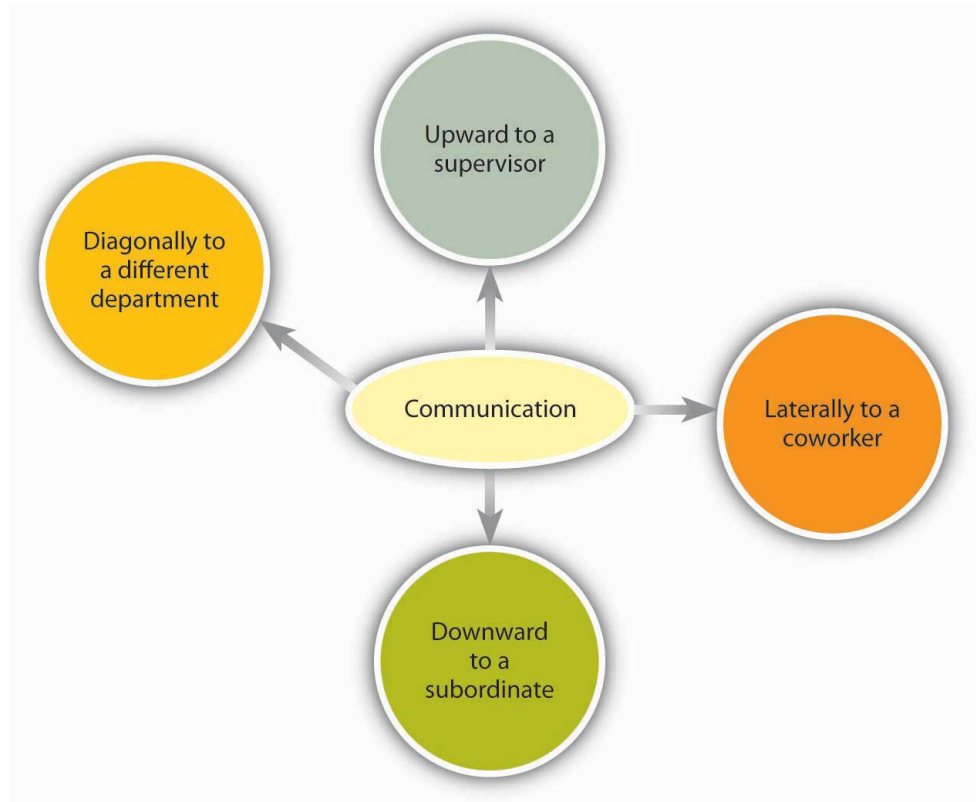 Upward to a
supervisor
Diagonally to
a different
department
Communication
Laterally to a
coworker
Downward
to a
subordinate